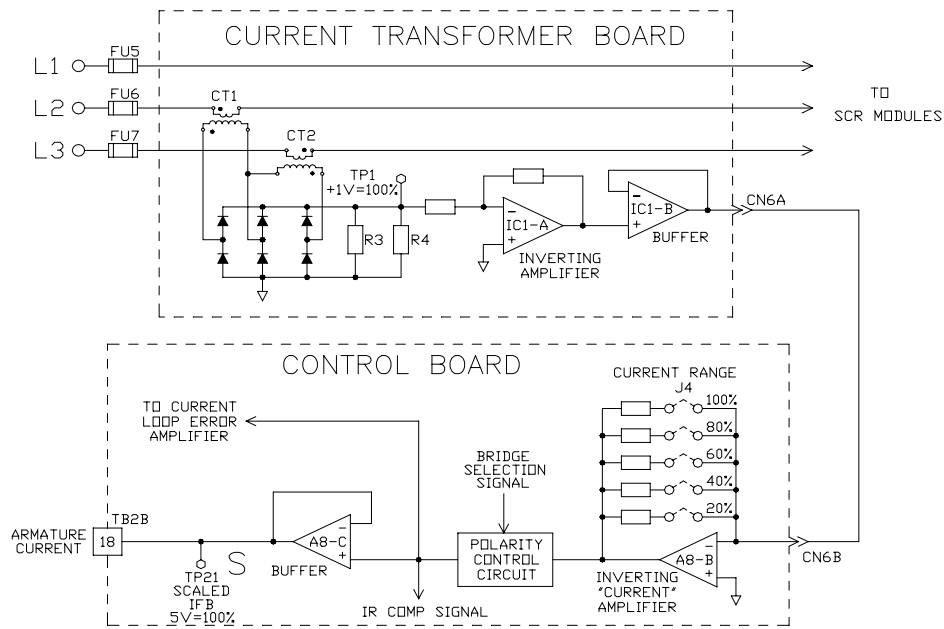 CURRENT TRANSFORMER BOARD
L1
FU5
L2
FU6
CT1
TO
SCR MODULES
L3
FU7
CT2
TP1
+1V=100%
R3
R4
-
+
IC1-A
INVERTING
AMPLIFIER
-
+
IC1-B
BUFFER
CN6A
CONTROL BOARD
CURRENT RANGE
J4
100%
80%
60%
40%
20%
TO CURRENT
LOOP ERROR
AMPLIFIER
BRIDGE
SELECTION
SIGNAL
ARMATURE
CURRENT
18
TB2B
TP21
SCALED
IFB
5V=100%
S
A8-C
-
+
BUFFER
IR COMP SIGNAL
POLARITY
CONTROL
CIRCUIT
A8-B
-
+
INVERTING
"CURRENT"
AMPLIFIER
CN6B